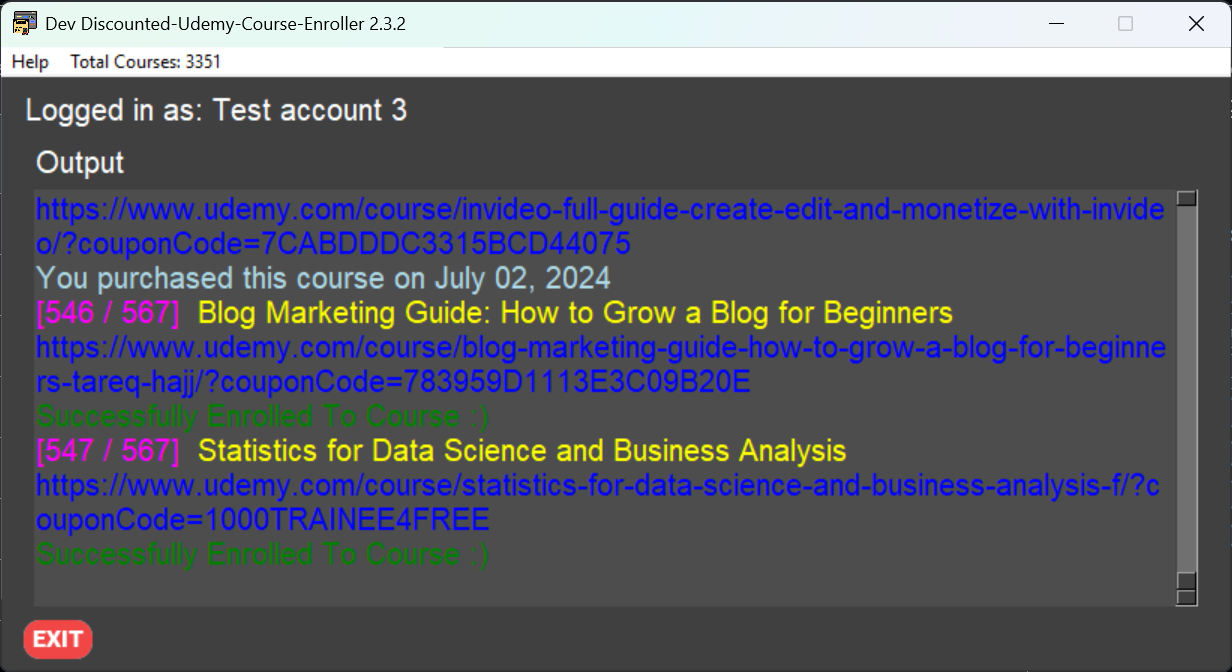 Dev Discounted-Udemy-Course-Enroller 2.3.2
Help Total Courses: 3351
Logged in as: Test account 3
Output
https://www.udemy.com/course/invideo-full-guide-create-edit-and-monetize-with-invide
o/?couponCode=7CABDDDC3315BCD44075
You purchased this course on July 02, 2024
[546 / 567] Blog Marketing Guide: How to Grow a Blog for Beginners
https://www.udemy.com/course/blog-marketing-guide-how-to-grow-a-blog-for-beginne
rs-tareq-hajj/?couponCode=783959D1113E3C09B20E
Successfully Enrolled To Course :)
[547 / 567] Statistics for Data Science and Business Analysis
https://www.udemy.com/course/statistics-for-data-science-and-business-analysis-f/?c
ouponCode=1000TRAINEE4FREE
Successfully Enrolled To Course :)
EXIT